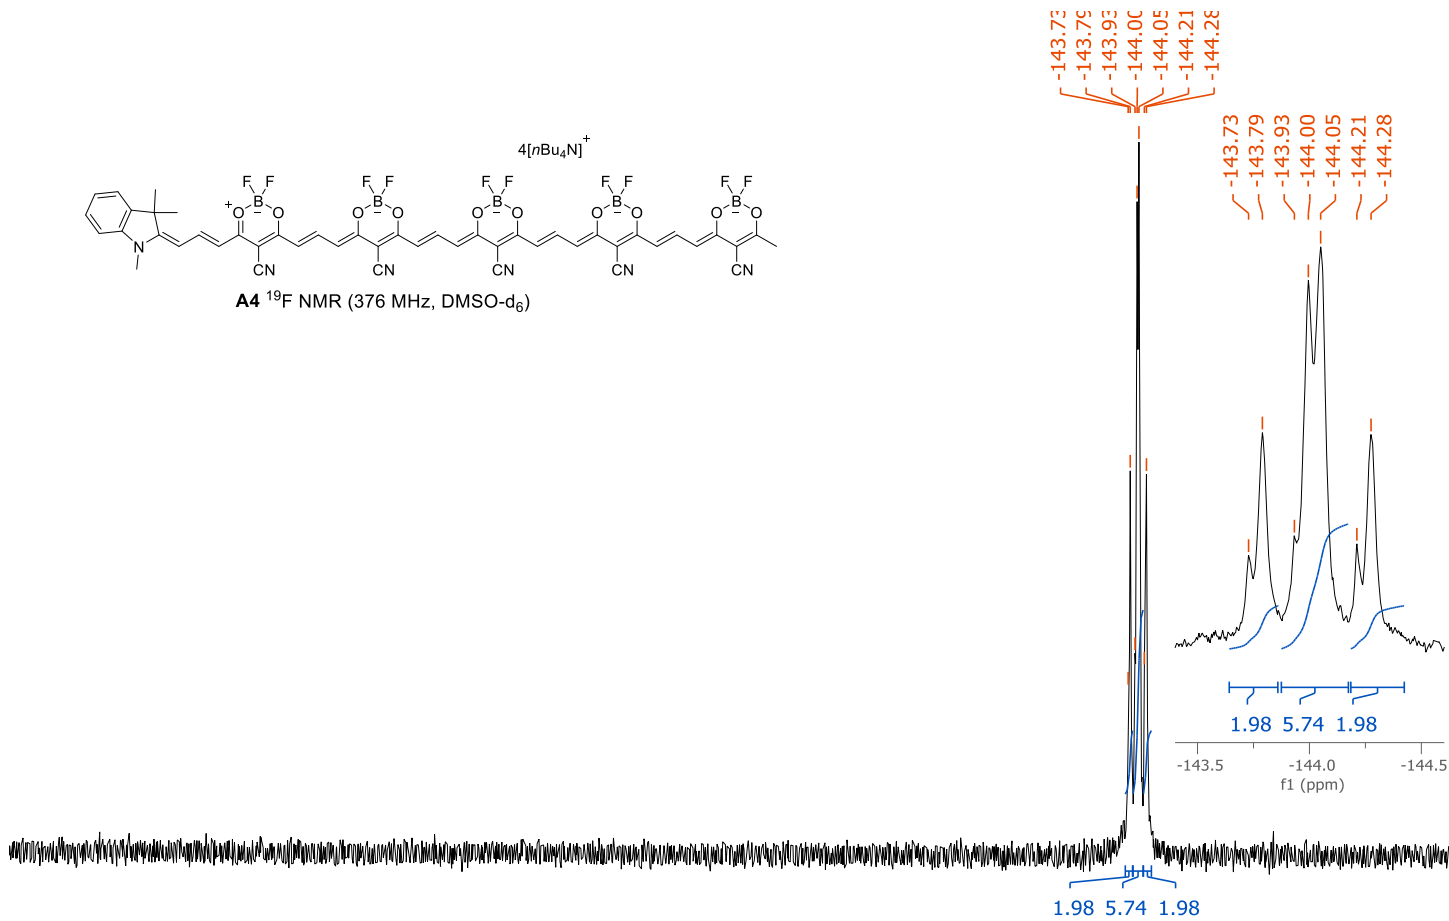 -143.73
-143.79
-143.93
-144.00
-144.05
-144.21
-144.28
-143.73
-143.79
-143.93
-144.00
-144.05
-144.21
-144.28
4[nBu4N]+
F F F F F F F F F F
B− B− B− B− B−
O+ O O O O O O O O O
N
CN CN CN CN CN
A4 19F NMR (376 MHz, DMSO-d6)
1.98 5.74 1.98
-143.5 -144.0 -144.5
f1 (ppm)
1.98 5.74 1.98